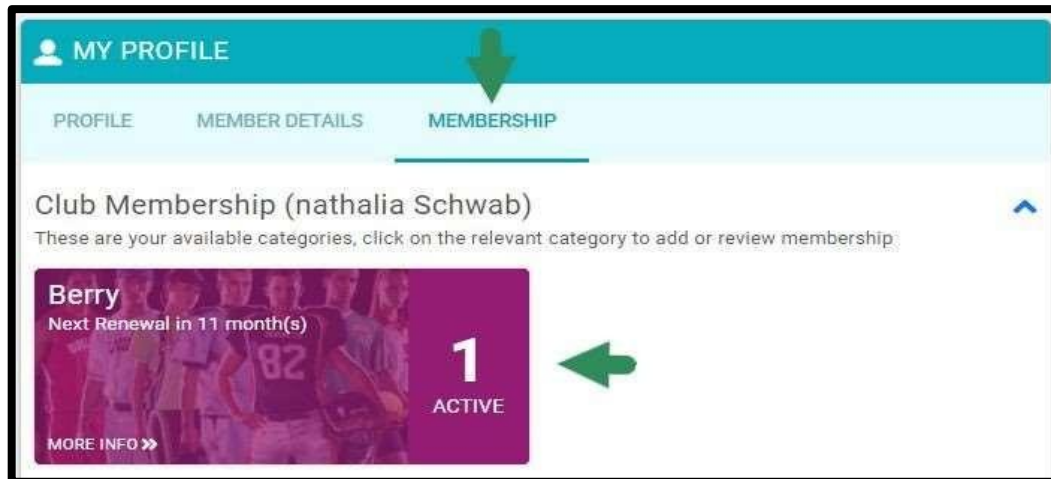 MY PROFILE
PROFILE MEMBER DETAILS MEMBERSHIP
Club Membership (nathalia Schwab)
These are your available categories, click on the relevant category to add or review membership
Berry
Next Renewal in 11 month(s)
82
1
ACTIVE
MORE INFO »